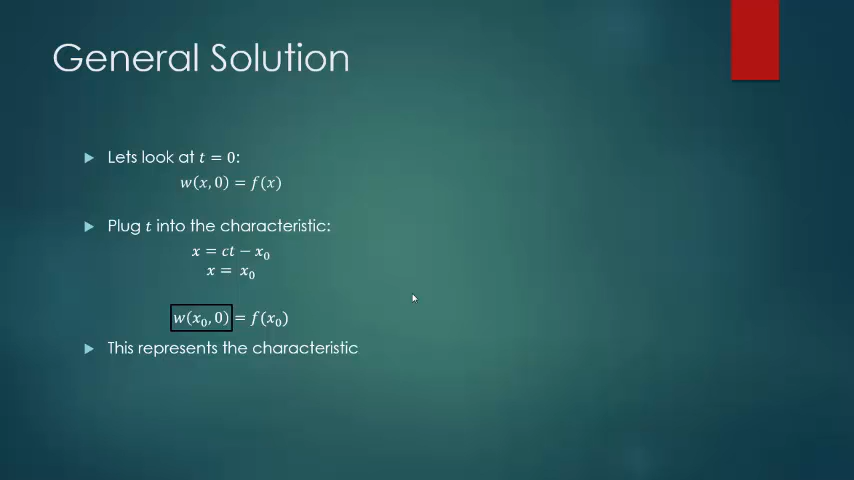 General Solution
Lets look at t = 0:
w(x, 0) = f(x)
Plug t into the characteristic:
x = ct − x₀
x = x₀
w(x₀, 0) = f(x₀)
This represents the characteristic